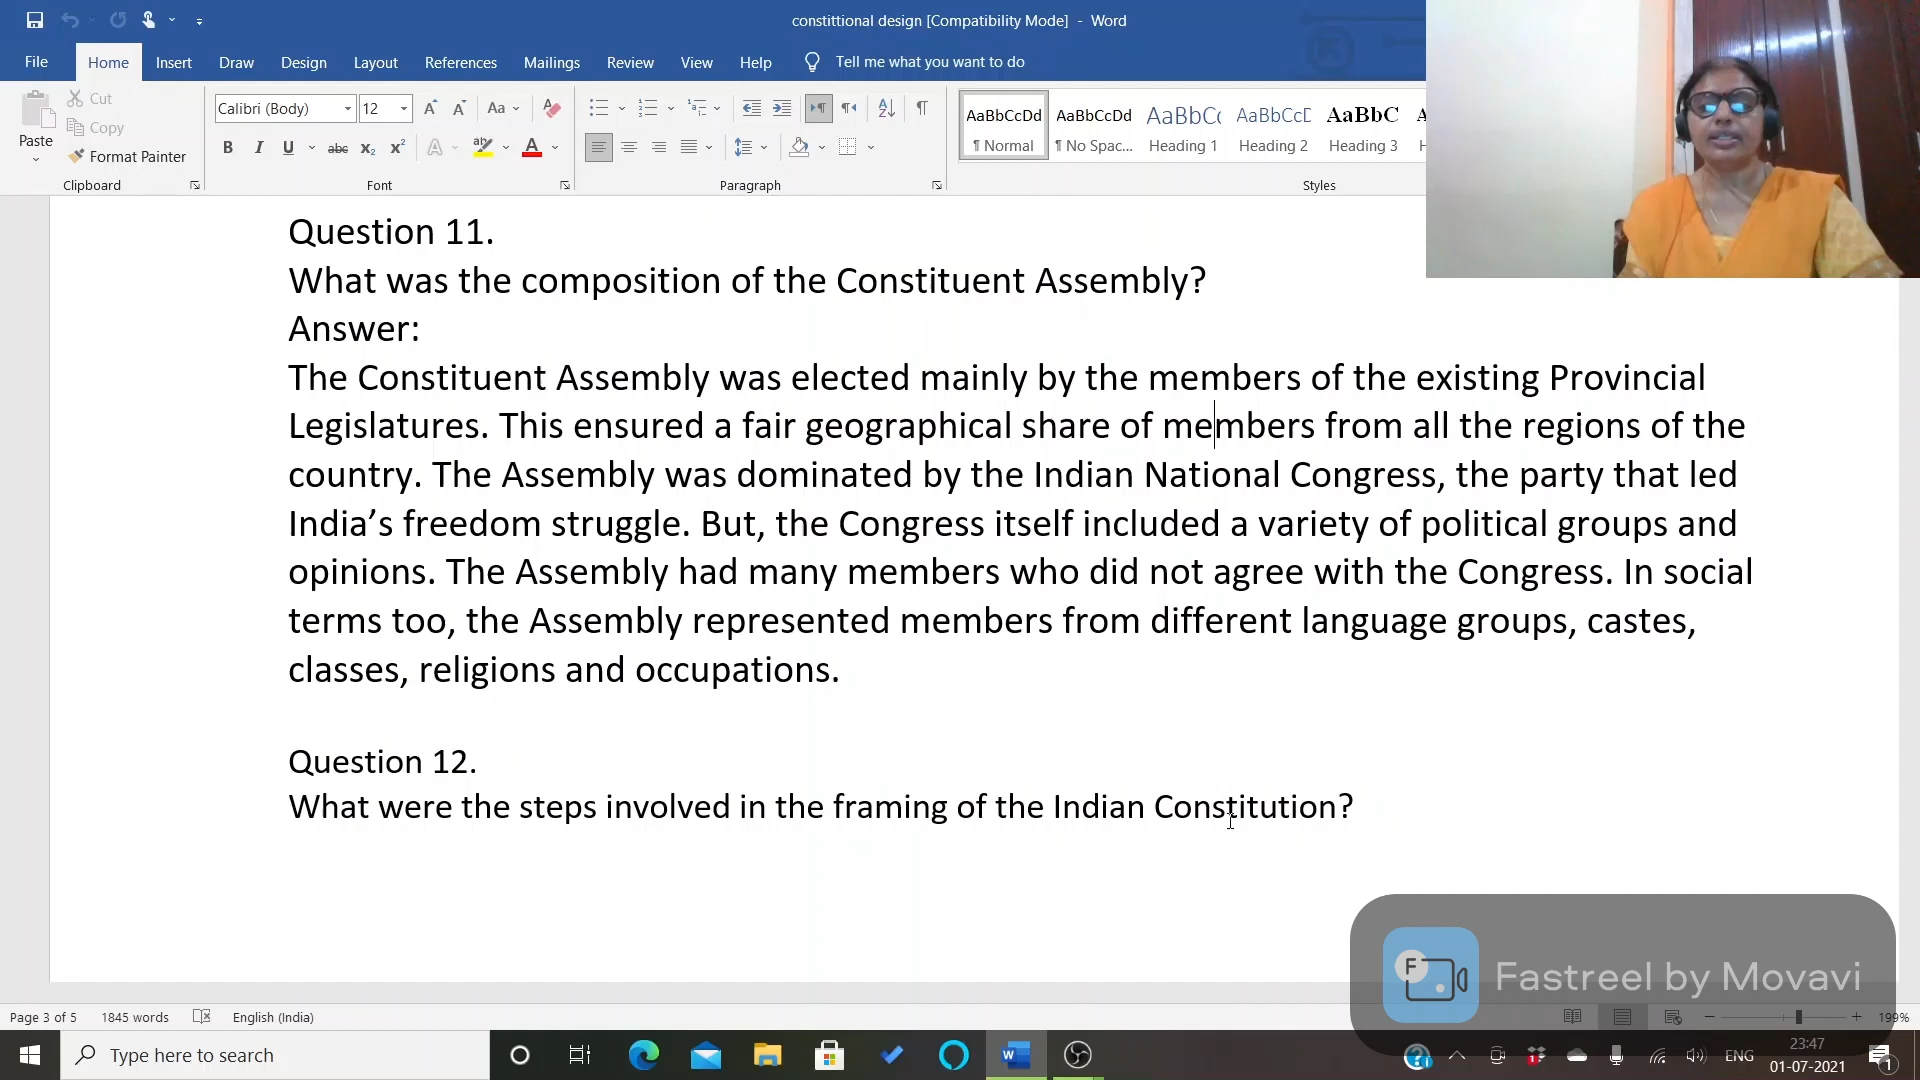 constittional design [Compatibility Mode] - Word
File Home Insert Draw Design Layout References Mailings Review View Help Tell me what you want to do
Paste
Cut
Copy
Format Painter
Calibri (Body) 12
Aa
B I U abc X₂ X² A ab A
AaBbCcDd AaBbCcDd AaBbC AaBbCcD AaBbC
¶ Normal ¶ No Spac... Heading 1 Heading 2 Heading 3
Clipboard Font Paragraph Styles
Question 11.
What was the composition of the Constituent Assembly?
Answer:
The Constituent Assembly was elected mainly by the members of the existing Provincial
Legislatures. This ensured a fair geographical share of members from all the regions of the
country. The Assembly was dominated by the Indian National Congress, the party that led
India’s freedom struggle. But, the Congress itself included a variety of political groups and
opinions. The Assembly had many members who did not agree with the Congress. In social
terms too, the Assembly represented members from different language groups, castes,
classes, religions and occupations.
Question 12.
What were the steps involved in the framing of the Indian Constitution?
F
Fastreel by Movavi
Page 3 of 5 1845 words English (India) 199%
Type here to search
ENG
23:47
01-07-2021
1